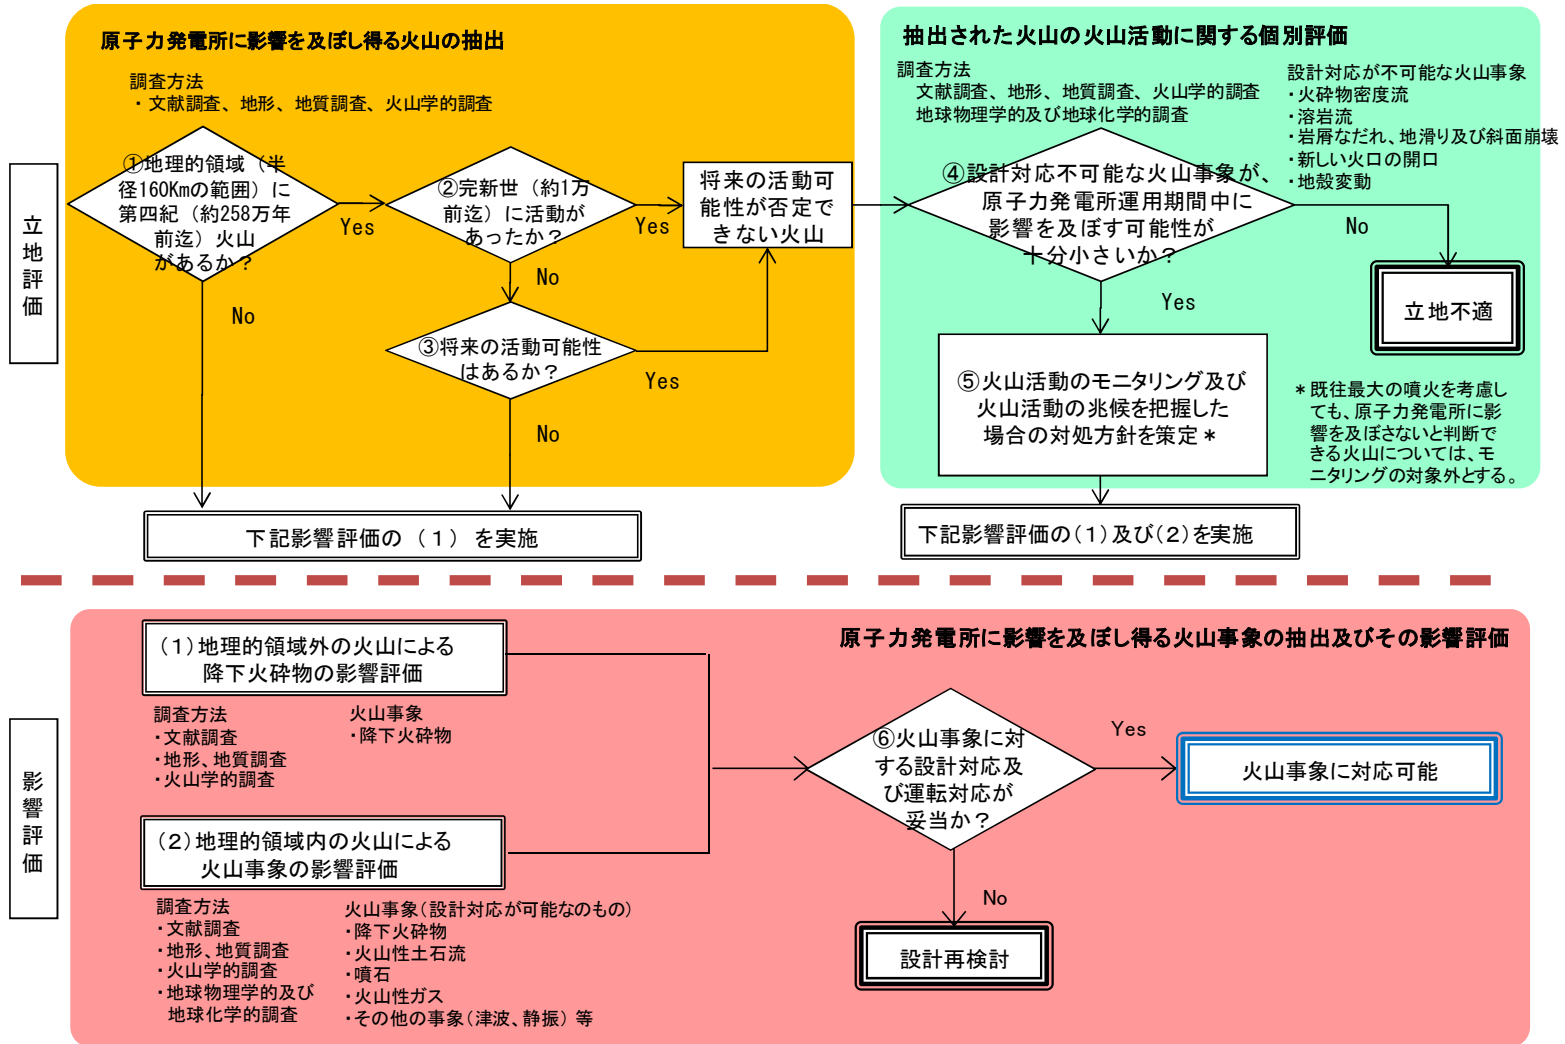 原子力発電所に影響を及ぼし得る火山の抽出
調査方法
・文献調査、地形、地質調査、火山学的調査
立地評価
①地理的領域（半
径160Kmの範囲）に
第四紀（約258万年
前迄）火山
があるか？
Yes
No
②完新世（約1万
前迄）に活動が
あったか？
Yes
No
③将来の活動可能性
はあるか？
Yes
No
将来の活動可
能性が否定で
きない火山
下記影響評価の（１）を実施
抽出された火山の火山活動に関する個別評価
調査方法
文献調査、地形、地質調査、火山学的調査
地球物理学的及び地球化学的調査
設計対応が不可能な火山事象
・火砕物密度流
・溶岩流
・岩屑なだれ、地滑り及び斜面崩壊
・新しい火口の開口
・地殻変動
④設計対応不可能な火山事象が、
原子力発電所運用期間中に
影響を及ぼす可能性が
十分小さいか？
No
Yes
立地不適
⑤火山活動のモニタリング及び
火山活動の兆候を把握した
場合の対処方針を策定＊
＊既往最大の噴火を考慮し
ても、原子力発電所に影
響を及ぼさないと判断で
きる火山については、モ
ニタリングの対象外とする。
下記影響評価の（１）及び（２）を実施
影響評価
原子力発電所に影響を及ぼし得る火山事象の抽出及びその影響評価
（１）地理的領域外の火山による
降下火砕物の影響評価
調査方法
・文献調査
・地形、地質調査
・火山学的調査
火山事象
・降下火砕物
（２）地理的領域内の火山による
火山事象の影響評価
調査方法
・文献調査
・地形、地質調査
・火山学的調査
・地球物理学的及び
地球化学的調査
火山事象（設計対応が可能なのもの）
・降下火砕物
・火山性土石流
・噴石
・火山性ガス
・その他の事象（津波、静振）等
⑥火山事象に対
する設計対応及
び運転対応が
妥当か？
Yes
火山事象に対応可能
No
設計再検討